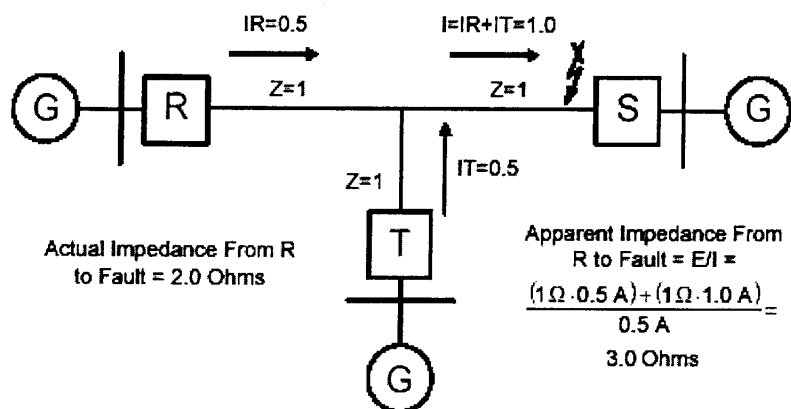 IR=0.5
I=IR+IT=1.0
Z=1
Z=1
G
R
S
G
Z=1
IT=0.5
T
Actual Impedance From R
to Fault = 2.0 Ohms
Apparent Impedance From
R to Fault = E/I =
(1Ω·0.5 A)+(1Ω·1.0 A)
0.5 A
=
3.0 Ohms
G